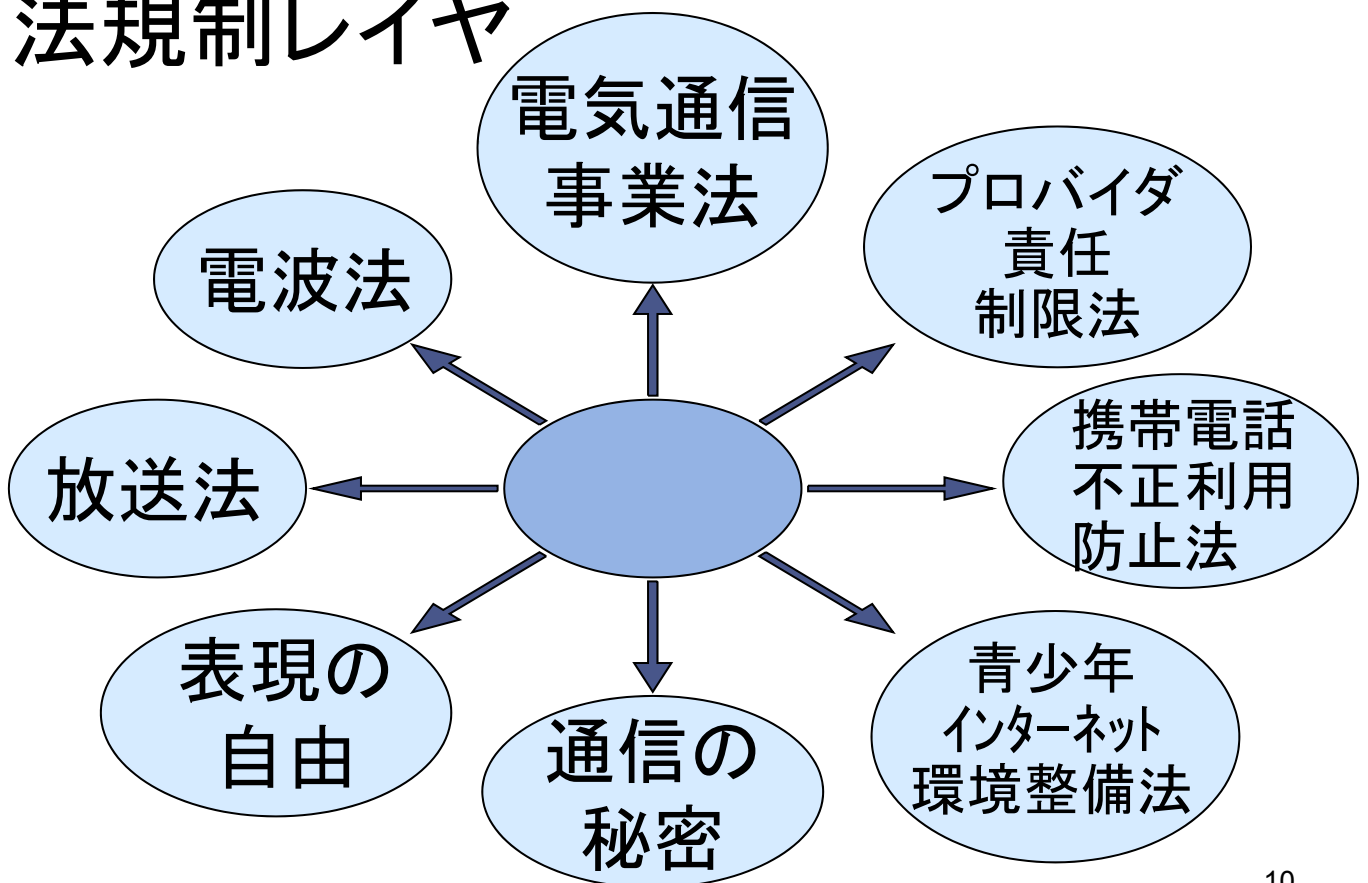 法規制レイヤ
電気通信
事業法
プロバイダ
責任
制限法
電波法
携帯電話
不正利用
防止法
放送法
表現の
自由
通信の
秘密
青少年
インターネット
環境整備法
10